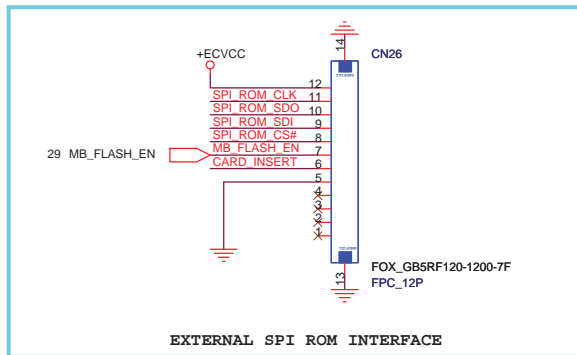 14
CN26
+ECVCC
12
SPI_ROM_CLK 11
SPI_ROM_SDO 10
SPI_ROM_SDI 9
SPI_ROM_CS# 8
29 MB_FLASH_EN MB_FLASH_EN 7
CARD_INSERT 6
5
4
3
2
1
13
FOX_GB5RF120-1200-7F
FPC_12P
EXTERNAL SPI ROM INTERFACE